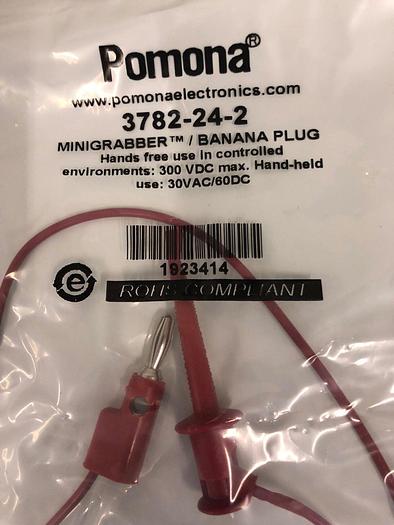 Pomona®
www.pomonaelectronics.com
3782-24-2
MINIGRABBER™ / BANANA PLUG
Hands free use in controlled
environments: 300 VDC max. Hand-held
use: 30VAC/60DC
1923414
e
ROHS COMPLIANT